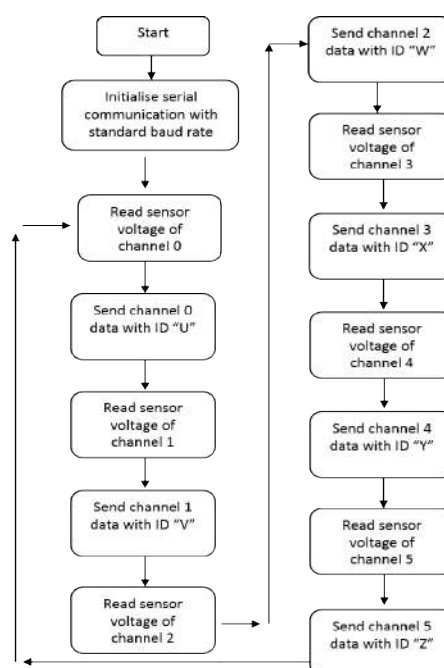 Start
Initialise serial
communication with
standard baud rate
Read sensor
voltage of
channel 0
Send channel 0
data with ID “U”
Read sensor
voltage of
channel 1
Send channel 1
data with ID “V”
Read sensor
voltage of
channel 2
Send channel 2
data with ID “W”
Read sensor
voltage of
channel 3
Send channel 3
data with ID “X”
Read sensor
voltage of
channel 4
Send channel 4
data with ID “Y”
Read sensor
voltage of
channel 5
Send channel 5
data with ID “Z”